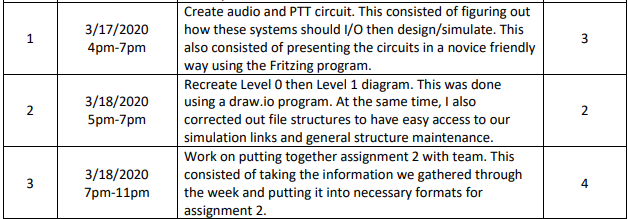 Create audio and PTT circuit. This consisted of figuring out
3/17/2020 how these systems should I/O then design/simulate. This
1 3
4pm-7pm also consisted of presenting the circuits in a novice friendly
way using the Fritzing program.
Recreate Level 0 then Level 1 diagram. This was done
3/18/2020 using a draw.io program. At the same time, I also
2 2
5pm-7pm corrected out file structures to have easy access to our
simulation links and general structure maintenance.
Work on putting together assignment 2 with team. This
3/18/2020 consisted of taking the information we gathered through
3 4
7pm-11pm the week and putting it into necessary formats for
assignment 2.